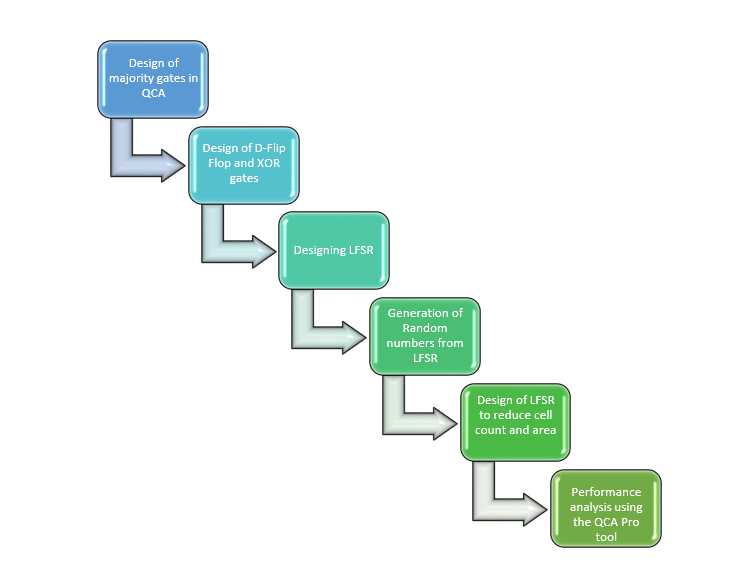 Design of
majority gates in
QCA
Design of D-Flip
Flop and XOR
gates
Designing LFSR
Generation of
Random
numbers from
LFSR
Design of LFSR
to reduce cell
count and area
Performance
analysis using
the QCA Pro
tool